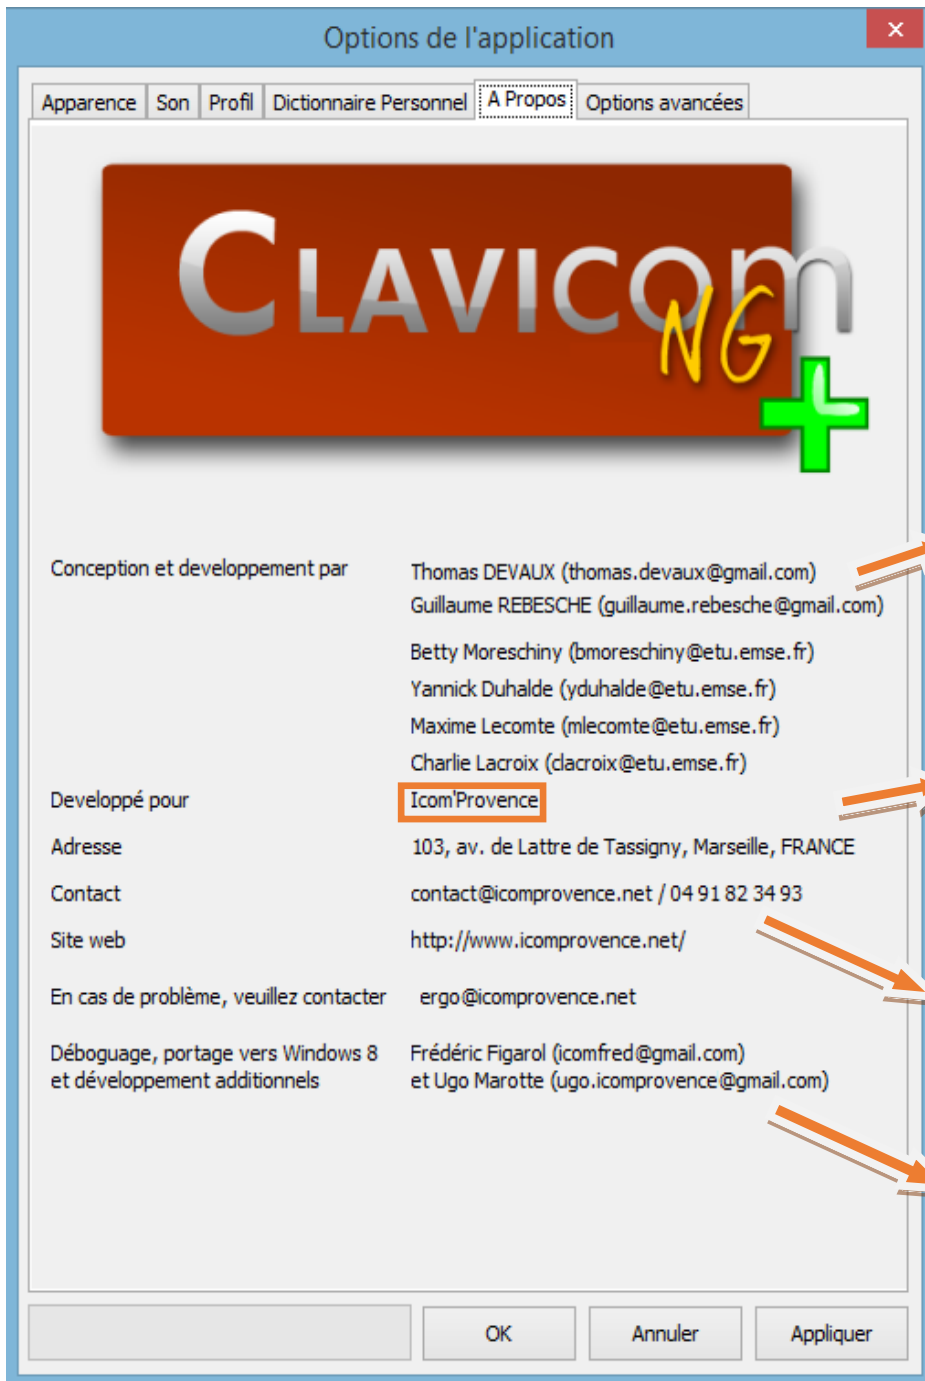 Options de l'application
Apparence Son Profil Dictionnaire Personnel A Propos Options avancées
CLAVICOM
NG
Conception et developpement par Thomas DEVAUX (thomas.devaux@gmail.com)
Guillaume REBESCHE (guillaume.rebesche@gmail.com)
Betty Moreschiny (bmoreschiny@etu.emse.fr)
Yannick Duhalde (yduhalde@etu.emse.fr)
Maxime Lecomte (mlecomte@etu.emse.fr)
Charlie Lacroix (clacroix@etu.emse.fr)
Developpé pour Icom'Provence
Adresse 103, av. de Lattre de Tassigny, Marseille, FRANCE
Contact contact@icomprovence.net / 04 91 82 34 93
Site web http://www.icomprovence.net/
En cas de problème, veuillez contacter ergo@icomprovence.net
Déboguage, portage vers Windows 8 Frédéric Figarol (icomfred@gmail.com)
et développement additionnels et Ugo Marotte (ugo.icomprovence@gmail.com)
OK Annuler Appliquer